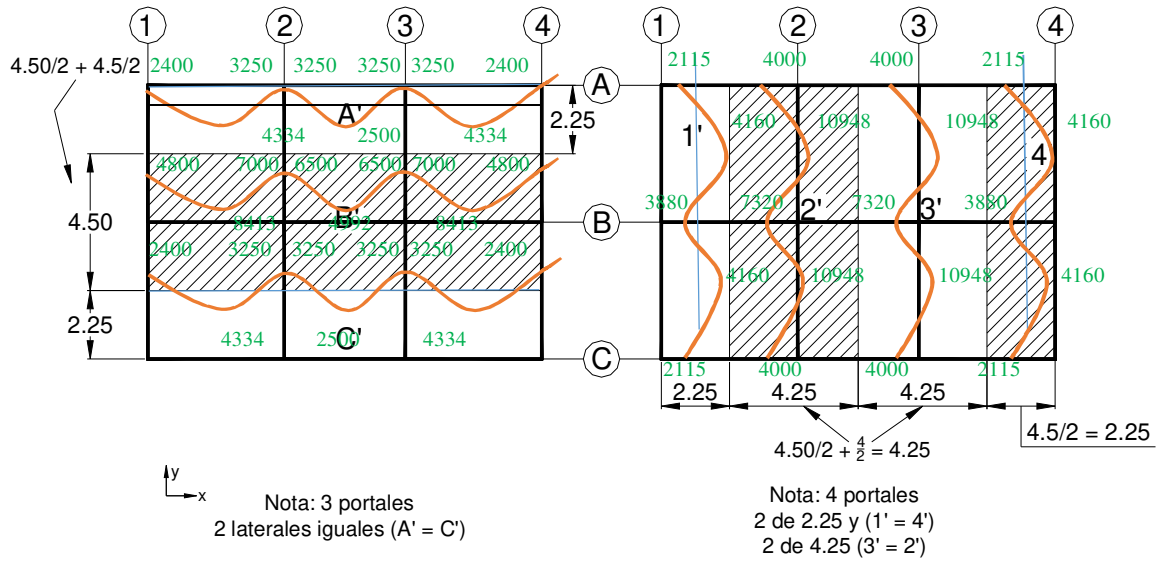 1 2 3 4
4.50/2 + 4.5/2
2400 3250 3250 3250 3250 2400
A'
4334 2500 4334
2.25
4800 7000 6500 6500 7000 4800
4.50
B'
8413 4992 8413
2400 3250 3250 3250 3250 2400
2.25
4334 2500 4334
C'
A
B
C
y
x
Nota: 3 portales
2 laterales iguales (A' = C')
1 2 3 4
2115 4000 4000 2115
1' 4160 10948 10948 4160
4
3880 7320 7320 3880
2' 3'
4160 10948 10948 4160
2115 4000 4000 2115
2.25 4.25 4.25
4.50/2 + 4/2 = 4.25
4.5/2 = 2.25
Nota: 4 portales
2 de 2.25 y (1' = 4')
2 de 4.25 (3' = 2')